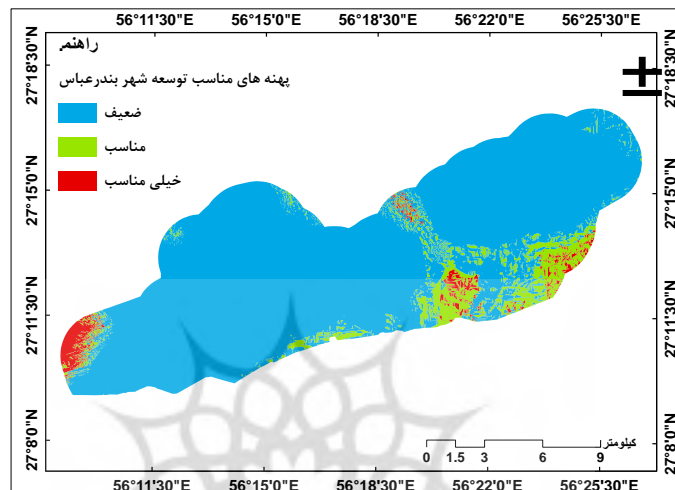 56°11'30"E 56°15'0"E 56°18'30"E 56°22'0"E 56°25'30"E
راهنم
پهنه های مناسب توسعه شهر بندرعباس
ضعیف
مناسب
خیلی مناسب
27°18'30"N 27°18'30"N
27°15'0"N 27°15'0"N
27°11'30"N 27°11'30"N
27°8'0"N 27°8'0"N
کیلومتر
0 1.5 3 6 9
56°11'30"E 56°15'0"E 56°18'30"E 56°22'0"E 56°25'30"E